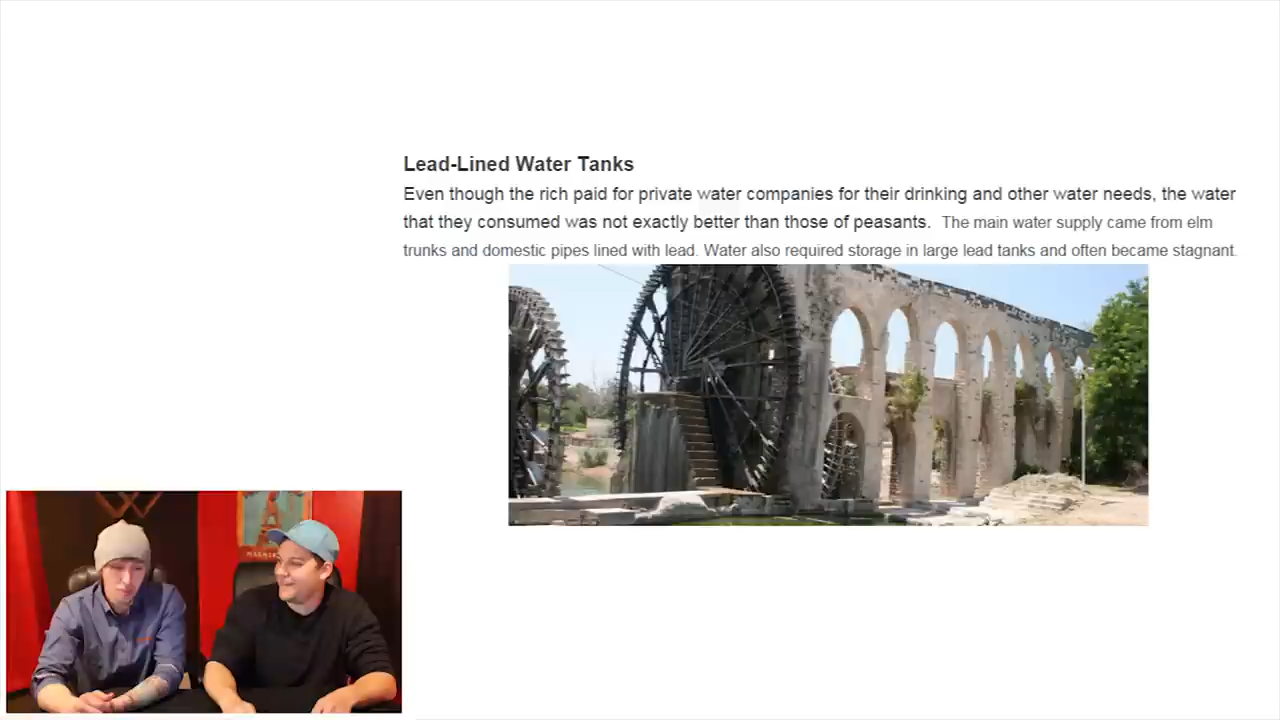 Lead-Lined Water Tanks
Even though the rich paid for private water companies for their drinking and other water needs, the water
that they consumed was not exactly better than those of peasants. The main water supply came from elm
trunks and domestic pipes lined with lead. Water also required storage in large lead tanks and often became stagnant.